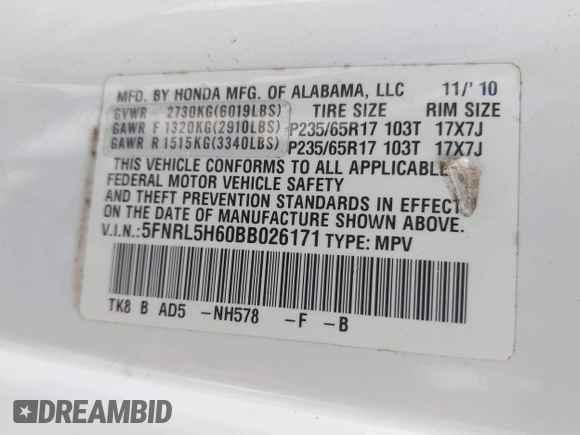 MFD. BY HONDA MFG. OF ALABAMA, LLC 11/'10
GVWR 2730KG(6019LBS) TIRE SIZE RIM SIZE
GAWR F 1320KG(2910LBS) P235/65R17 103T 17X7J
GAWR R 1515KG(3340LBS) P235/65R17 103T 17X7J
THIS VEHICLE CONFORMS TO ALL APPLICABLE
FEDERAL MOTOR VEHICLE SAFETY
AND THEFT PREVENTION STANDARDS IN EFFECT
ON THE DATE OF MANUFACTURE SHOWN ABOVE.
V.I.N.:5FNRL5H60BB026171 TYPE: MPV
TK8 B AD5 -NH578 -F -B
DREAMBID